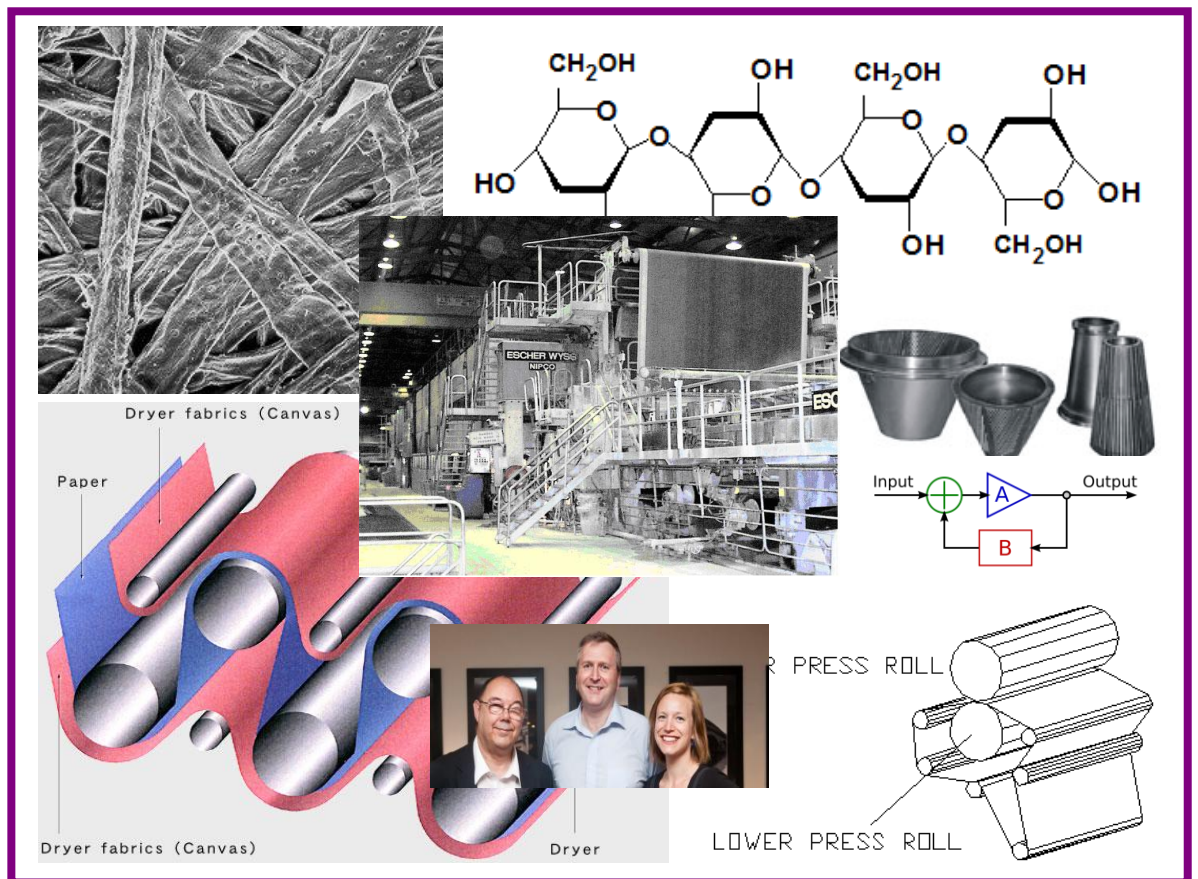 CH2OH
OH
CH2OH
OH
O
O
O
O
HO
O
O
O
OH
OH
CH2OH
ESCHER WYSS
NIPCO
ESC
Dryer fabrics (Canvas)
Paper
Input
A
Output
B
R PRESS ROLL
LOWER PRESS ROLL
Dryer fabrics (Canvas)
Dryer